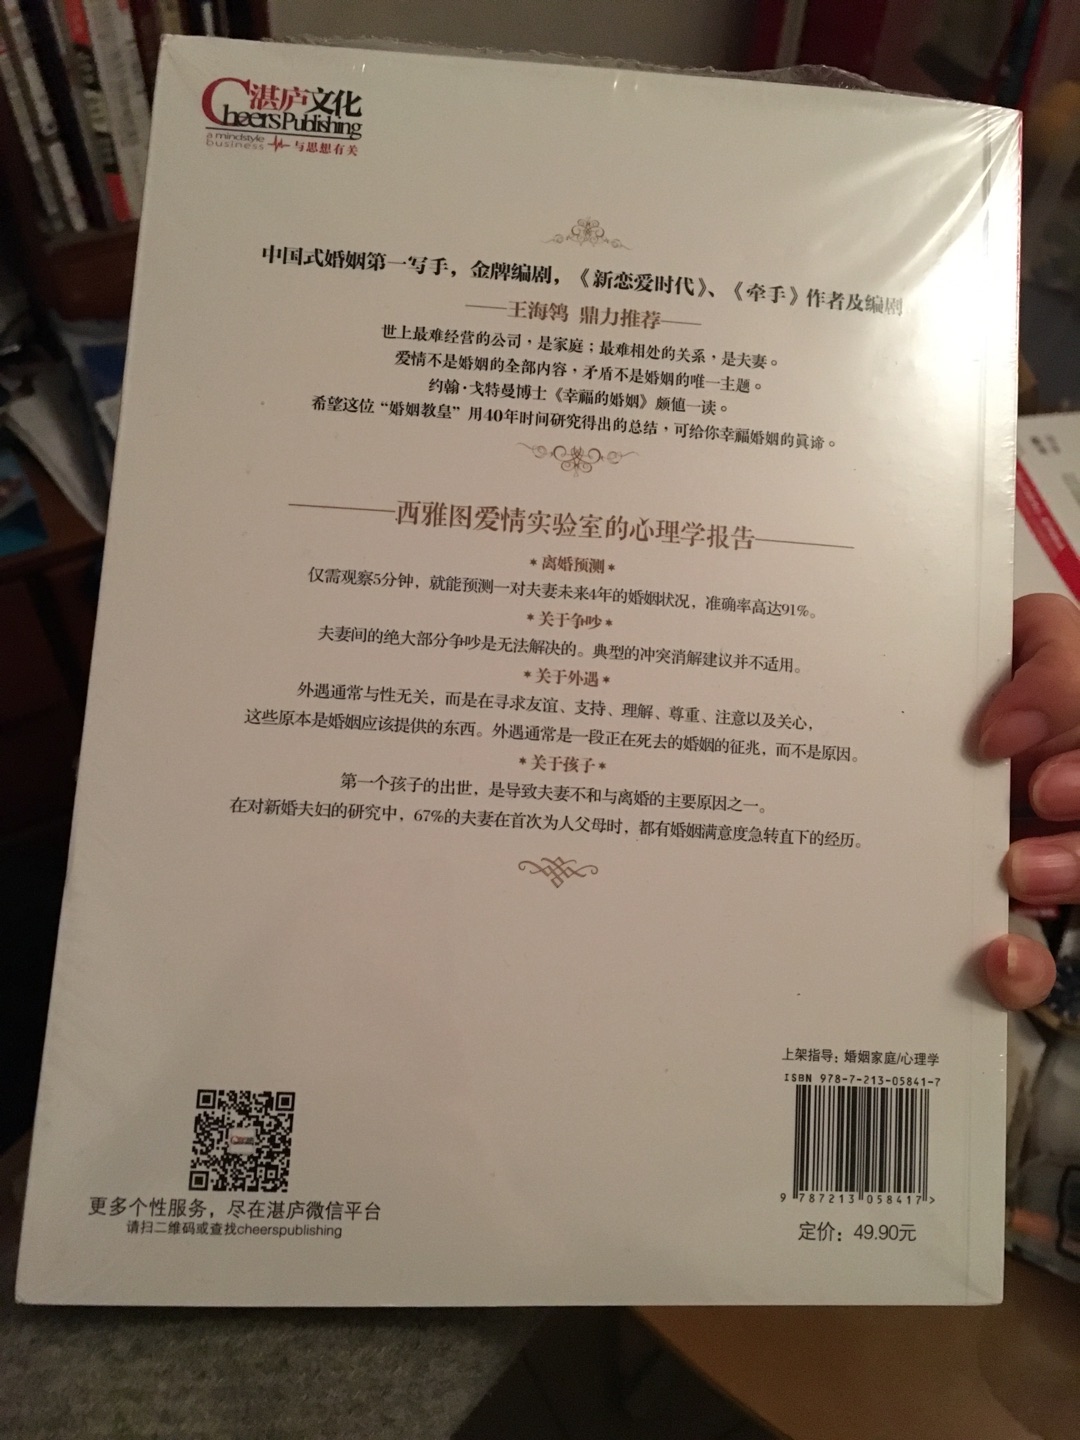 湛庐文化
Cheers Publishing
a mindstyle business
与思想有关
中国式婚姻第一写手，金牌编剧，《新恋爱时代》、《牵手》作者及编剧
——王海鸰 鼎力推荐——
世上最难经营的公司，是家庭；最难相处的关系，是夫妻。
爱情不是婚姻的全部内容，矛盾不是婚姻的唯一主题。
约翰·戈特曼博士《幸福的婚姻》颇值一读。
希望这位“婚姻教皇”用40年时间研究得出的总结，可给你幸福婚姻的真谛。
西雅图爱情实验室的心理学报告
*离婚预测*
仅需观察5分钟，就能预测一对夫妻未来4年的婚姻状况，准确率高达91%。
*关于争吵*
夫妻间的绝大部分争吵是无法解决的。典型的冲突消解建议并不适用。
*关于外遇*
外遇通常与性无关，而是在寻求友谊、支持、理解、尊重、注意以及关心，
这些原本是婚姻应该提供的东西。外遇通常是一段正在死去的婚姻的征兆，而不是原因。
*关于孩子*
第一个孩子的出世，是导致夫妻不和与离婚的主要原因之一。
在对新婚夫妇的研究中，67%的夫妻在首次为人父母时，都有婚姻满意度急转直下的经历。
更多个性服务，尽在湛庐微信平台
请扫二维码或查找cheerspublishing
上架指导：婚姻家庭/心理学
ISBN 978-7-213-05841-7
9 787213 058417 >
定价：49.90元